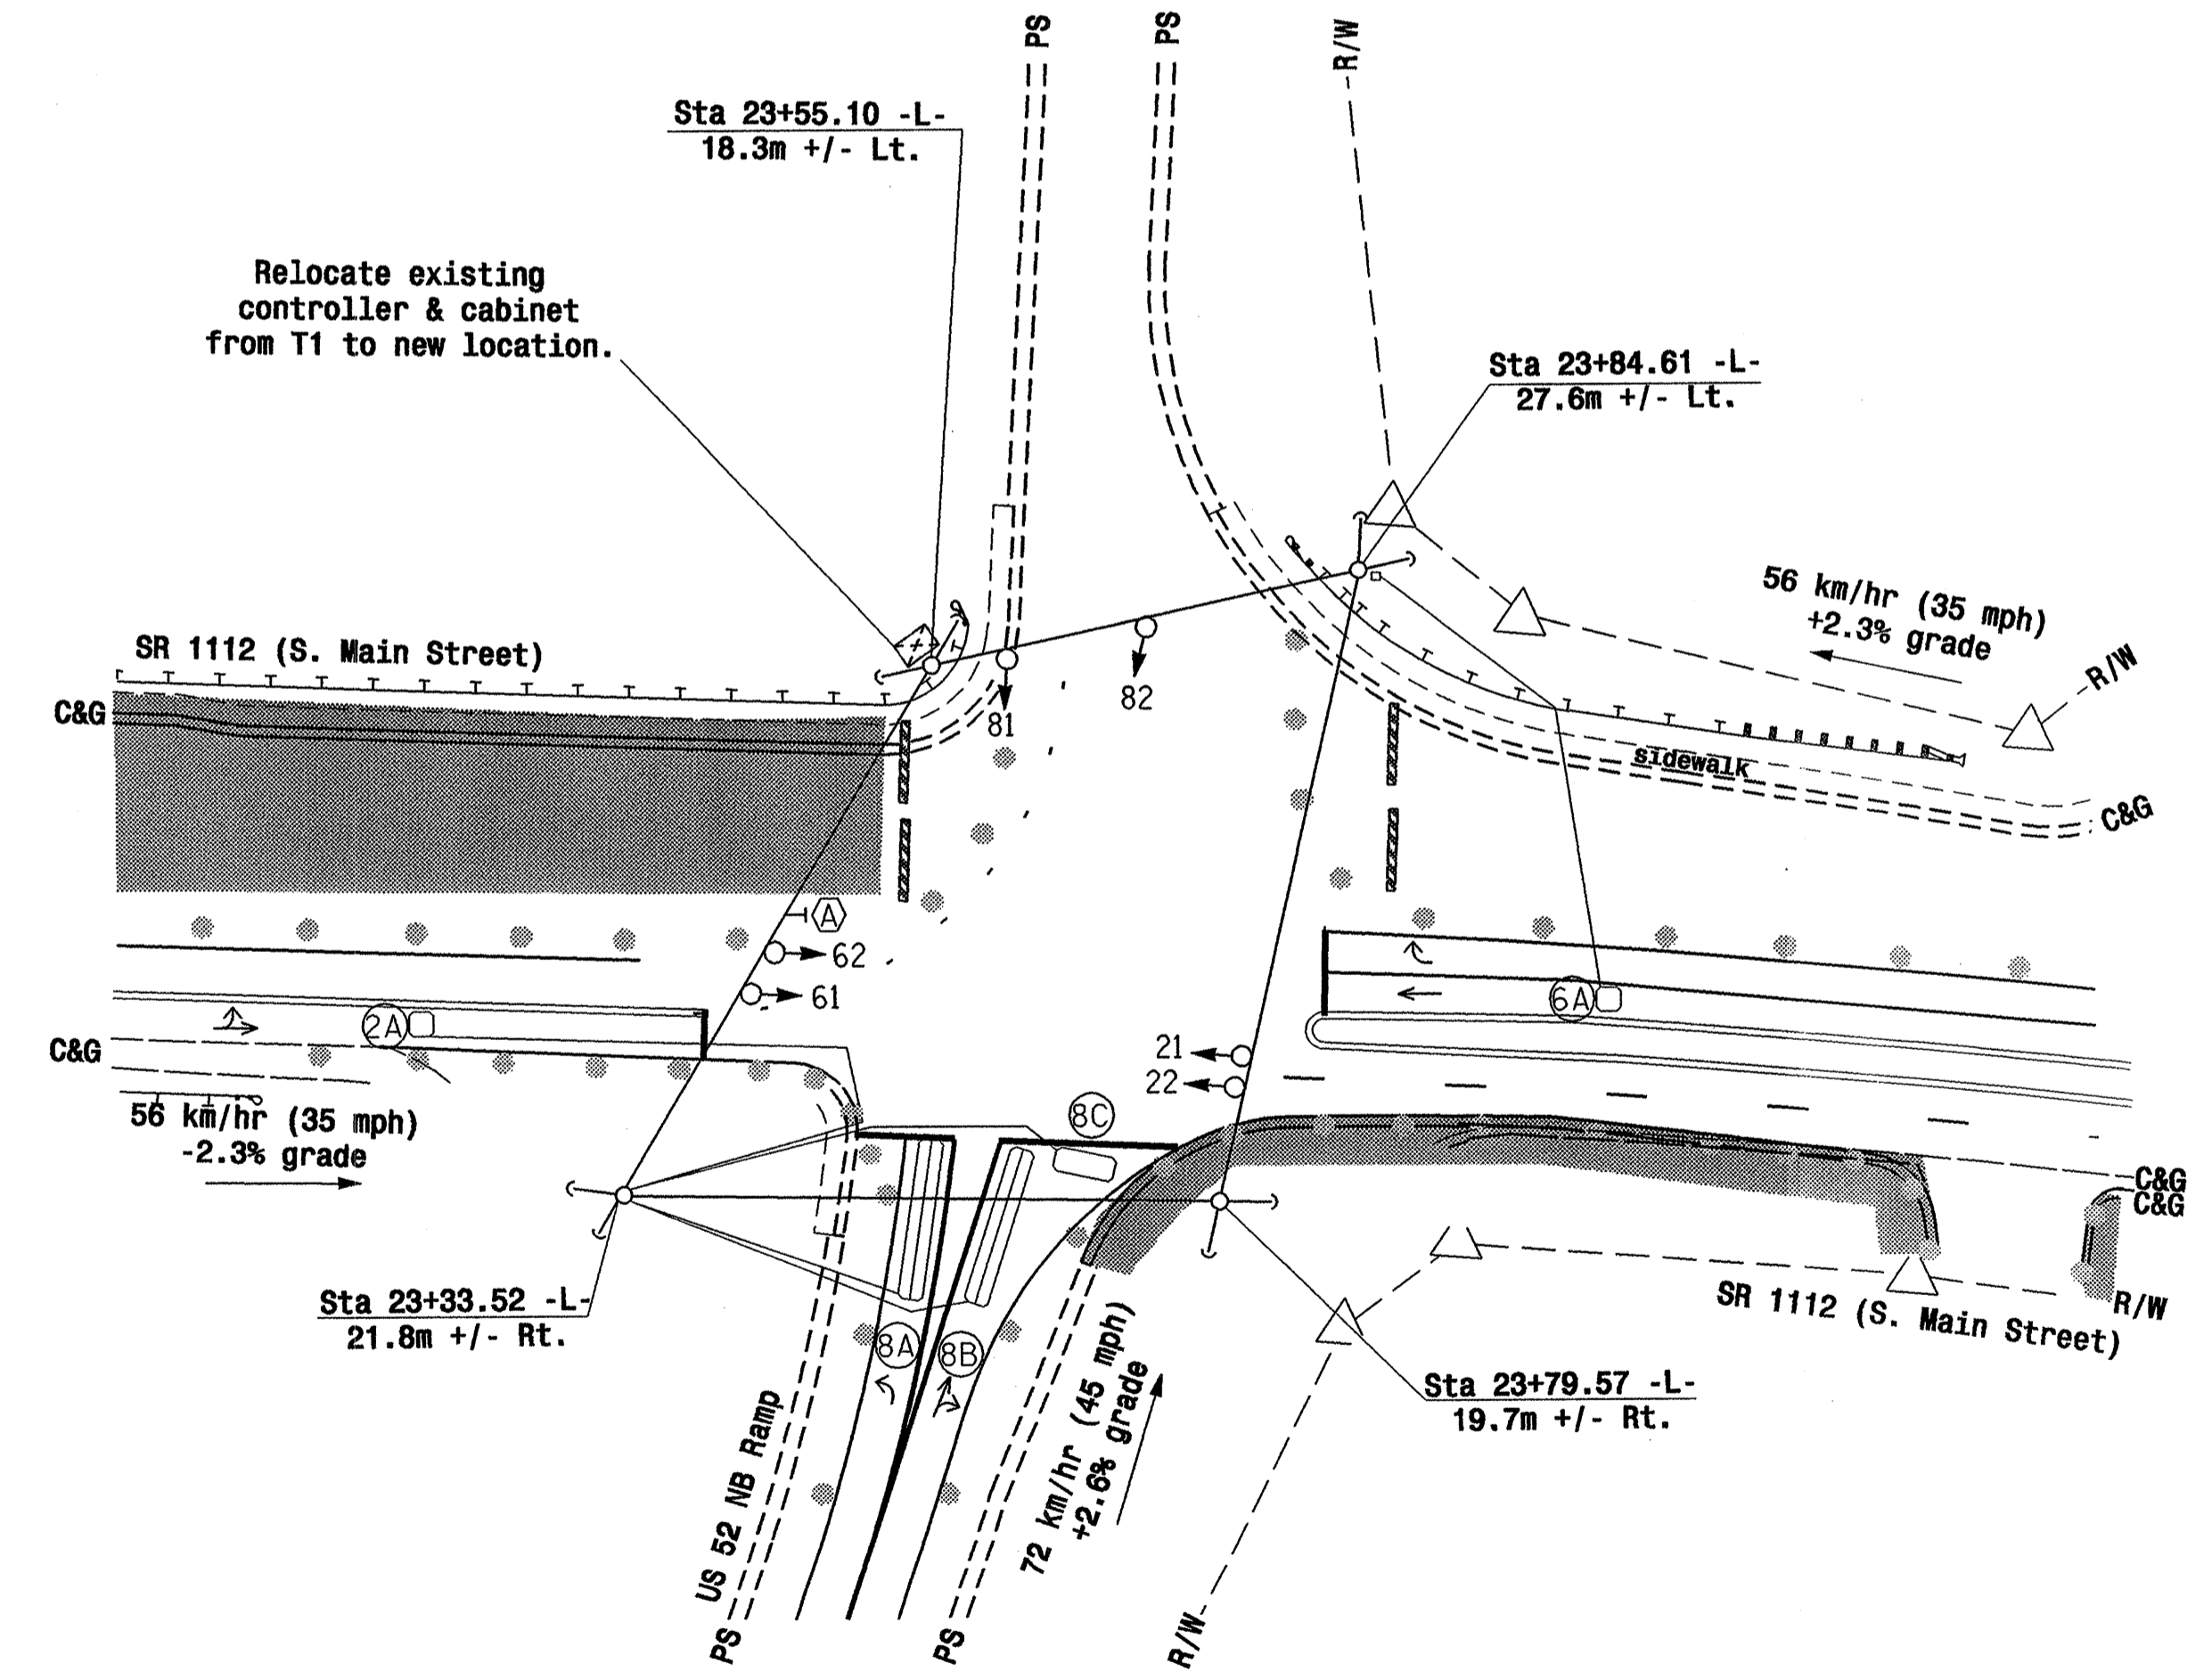 PS
PS
R/W
Sta 23+55.10 -L-
18.3m +/- Lt.
Relocate existing
controller & cabinet
from T1 to new location.
Sta 23+84.61 -L-
27.6m +/- Lt.
56 km/hr (35 mph)
+2.3% grade
R/W
SR 1112 (S. Main Street)
C&G
81
82
sidewalk
C&G
A
62
61
6A
2A
C&G
21
22
56 km/hr (35 mph)
-2.3% grade
8C
C&G
C&G
R/W
SR 1112 (S. Main Street)
Sta 23+33.52 -L-
21.8m +/- Rt.
8A
8B
Sta 23+79.57 -L-
19.7m +/- Rt.
72 km/hr (45 mph)
+2.6% grade
US 52 NB Ramp
PS
PS
R/W